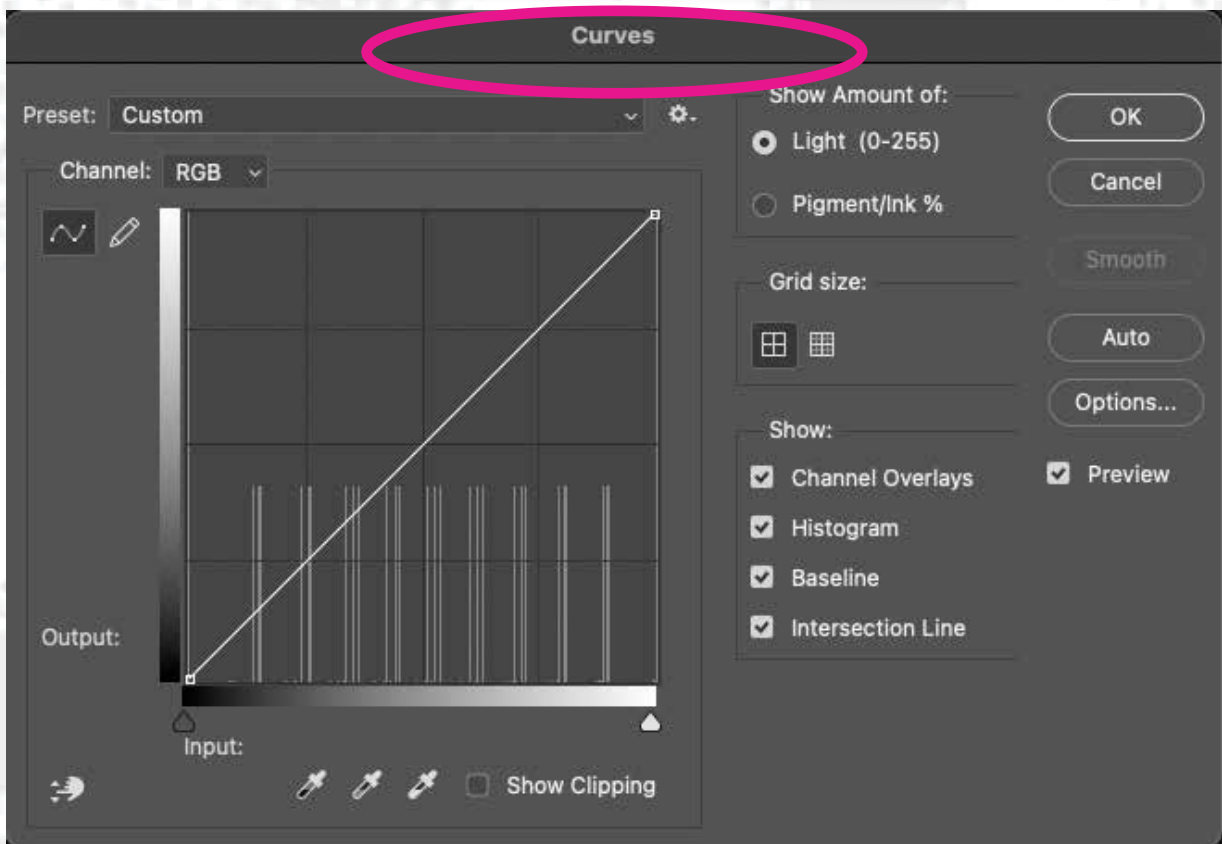 Curves
Preset: Custom
Channel: RGB
Output:
Input:
Show Clipping
Show Amount of:
Light (0-255)
Pigment/Ink %
Grid size:
Show:
Channel Overlays
Histogram
Baseline
Intersection Line
OK
Cancel
Smooth
Auto
Options...
Preview